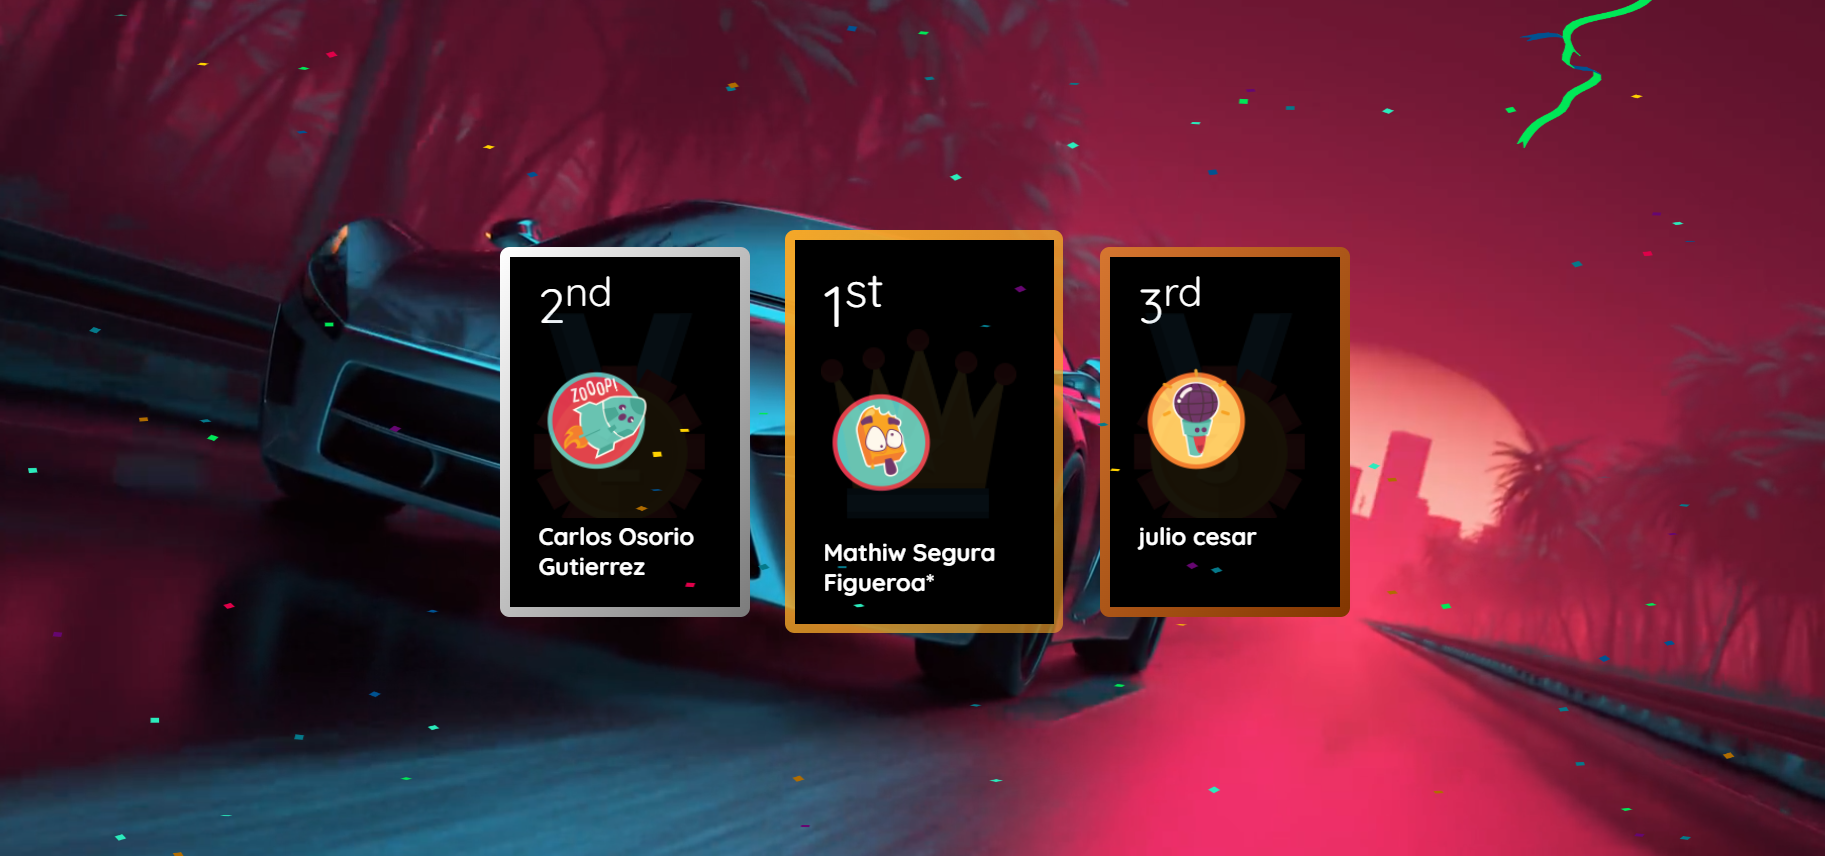 2nd
ZOOOP!
Carlos Osorio
Gutierrez
1st
Mathiw Segura
Figueroa*
3rd
julio cesar